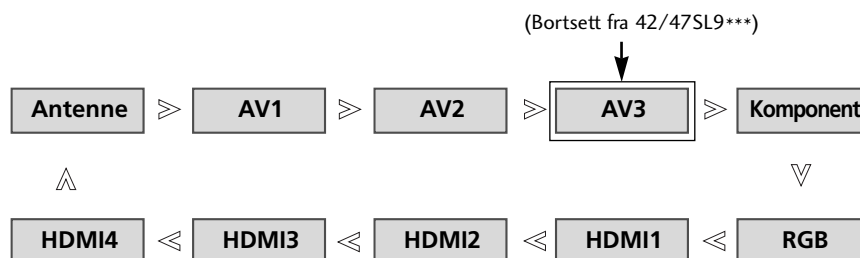 (Bortsett fra 42/47SL9***)
Antenne AV1 AV2 AV3 Komponent
HDMI4 HDMI3 HDMI2 HDMI1 RGB